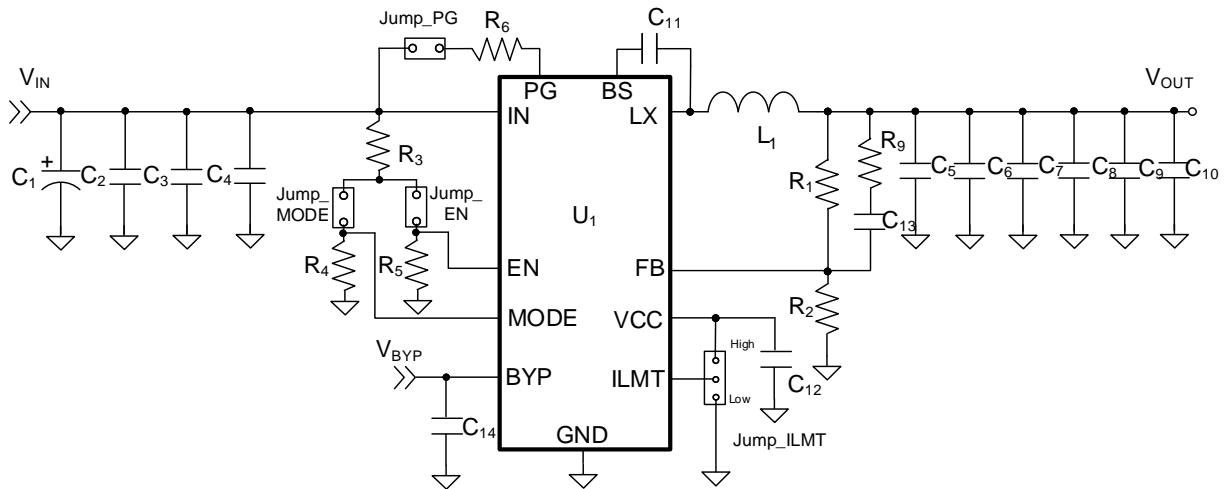 Jump_PG
R6
C11
VIN
PG
BS
VOUT
IN
LX
L1
C1
+
C2
C3
C4
R3
Jump_
MODE
Jump_
EN
U1
R1
R9
C13
C5
C6
C7
C8
C9
C10
R4
R5
EN
FB
R2
MODE
VCC
VBYP
BYP
ILMT
High
Low
C12
C14
GND
Jump_ILMT